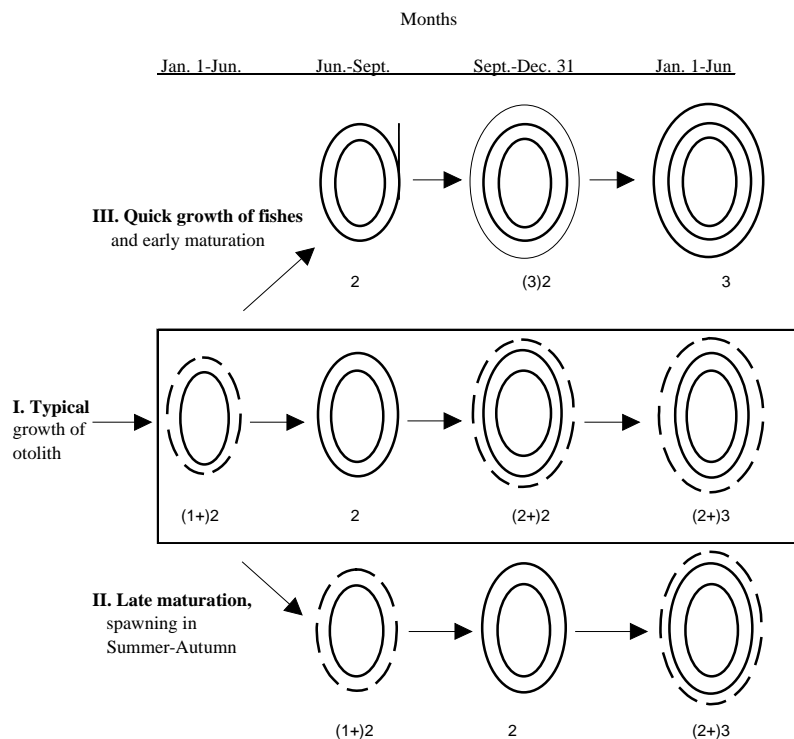 Months
Jan. 1-Jun. Jun.-Sept. Sept.-Dec. 31 Jan. 1-Jun
III. Quick growth of fishes
and early maturation
2 (3)2 3
I. Typical
growth of
otolith
(1+)2 2 (2+)2 (2+)3
II. Late maturation,
spawning in
Summer-Autumn
(1+)2 2 (2+)3